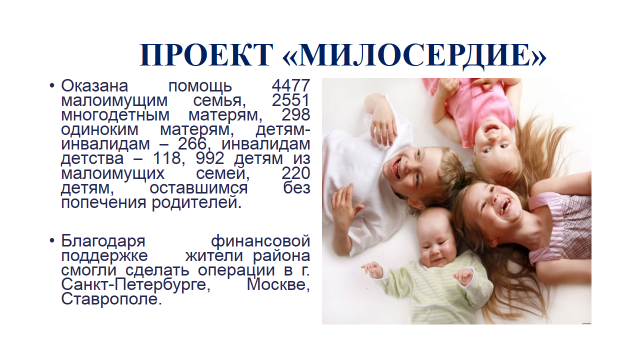 ПРОЕКТ «МИЛОСЕРДИЕ»
• Оказана помощь 4477
малоимущим семья, 2551
многодетным матерям, 298
одиноким матерям, детям-
инвалидам – 266, инвалидам
детства – 118, 992 детям из
малоимущих семей, 220
детям, оставшимся без
попечения родителей.
• Благодаря финансовой
поддержке жители района
смогли сделать операции в г.
Санкт-Петербурге, Москве,
Ставрополе.